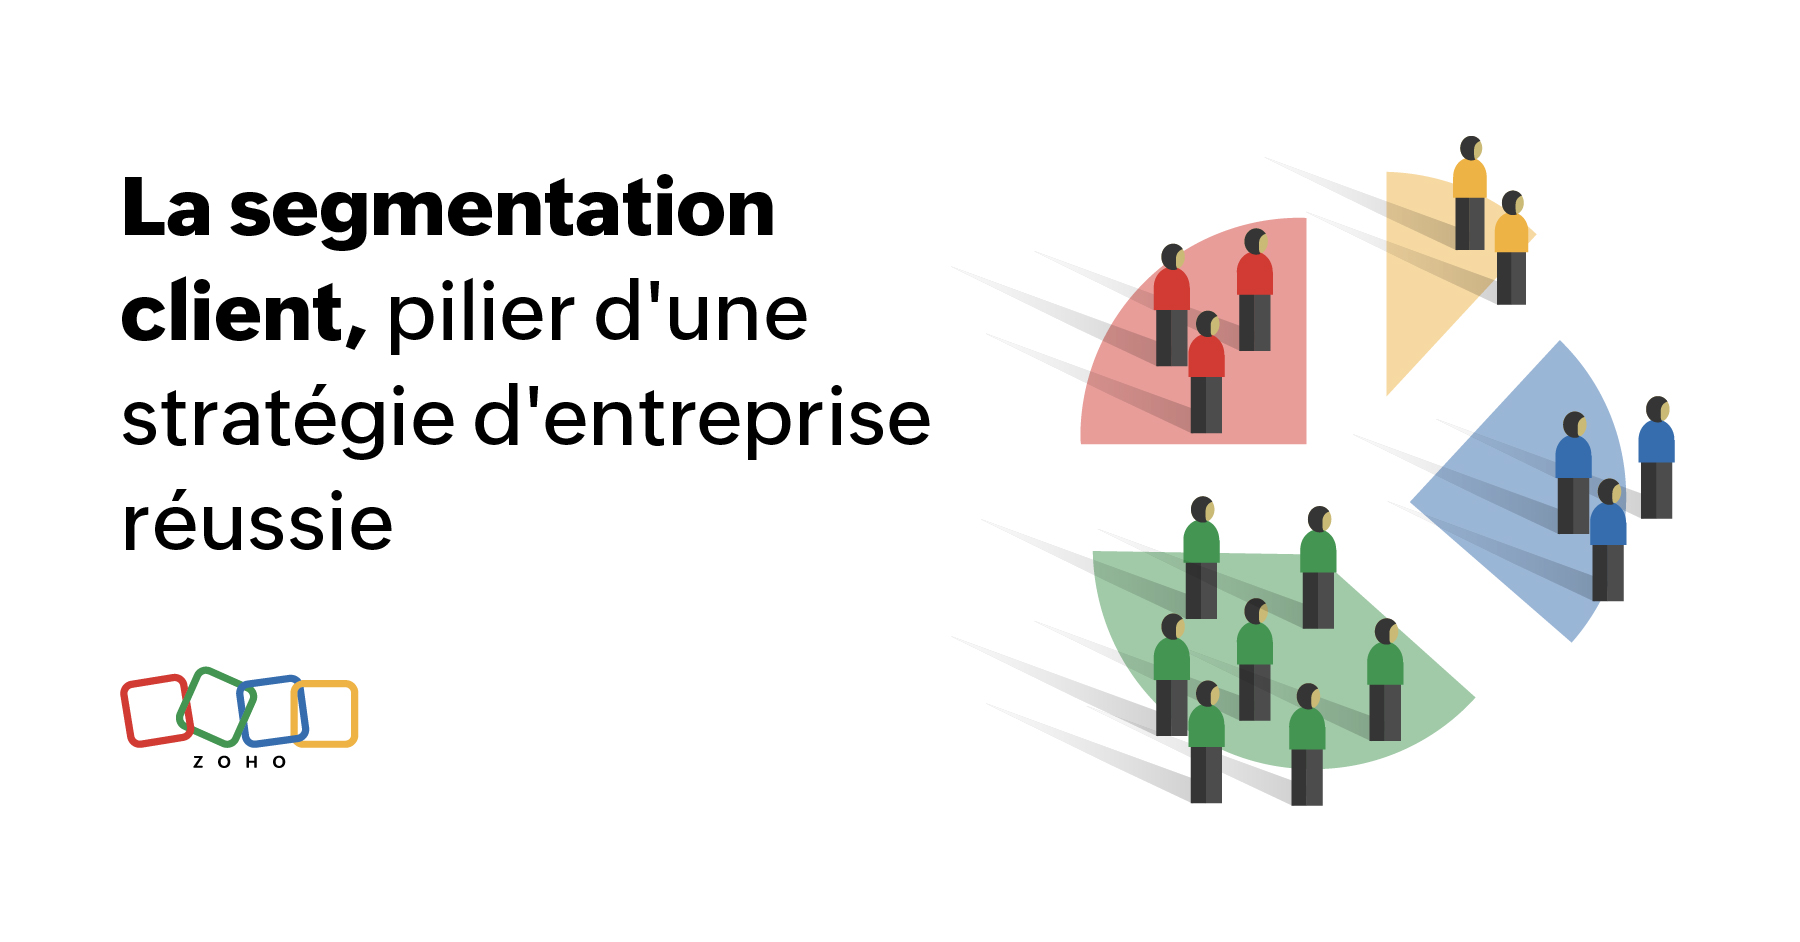 La segmentation
client, pilier d'une
stratégie d'entreprise
réussie
ZOHO